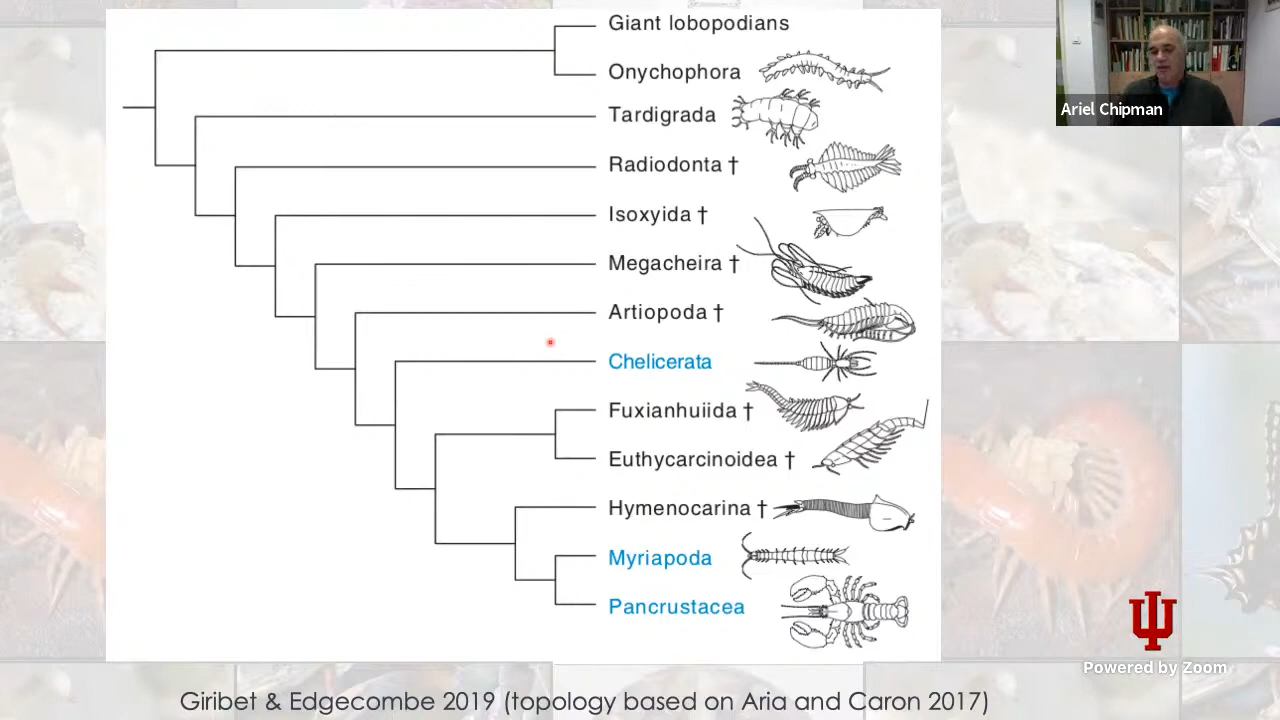 Giant lobopodians
Onychophora
Tardigrada
Radiodonta †
Isoxyida †
Megacheira †
Artiopoda †
Chelicerata
Fuxianhuiida †
Euthycarcinoidea †
Hymenocarina †
Myriapoda
Pancrustacea
Ariel Chipman
Powered by Zoom
Giribet & Edgecombe 2019 (topology based on Aria and Caron 2017)